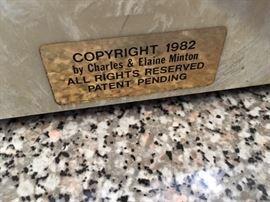 COPYRIGHT 1982
by Charles & Elaine Minton
ALL RIGHTS RESERVED
PATENT PENDING